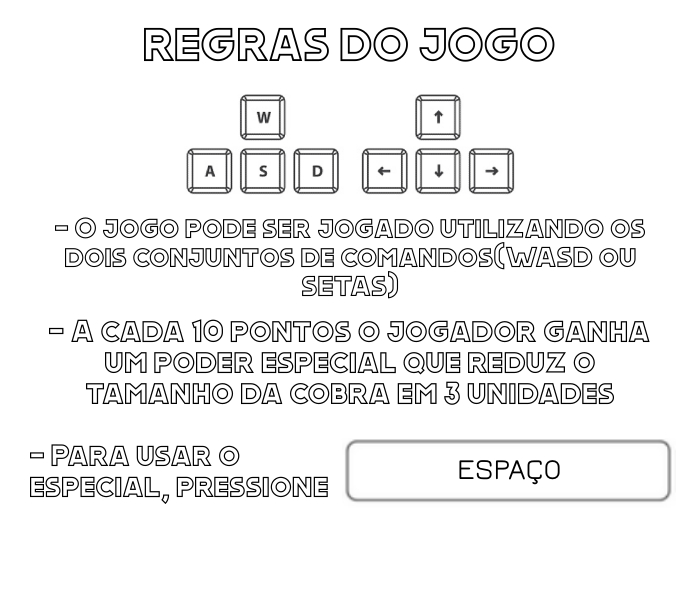 REGRAS DO JOGO
W ↑
A S D ← ↓ →
- O JOGO PODE SER JOGADO UTILIZANDO OS
DOIS CONJUNTOS DE COMANDOS(WASD OU
SETAS)
- A CADA 10 PONTOS O JOGADOR GANHA
UM PODER ESPECIAL QUE REDUZ O
TAMANHO DA COBRA EM 3 UNIDADES
- PARA USAR O
ESPECIAL, PRESSIONE ESPAÇO